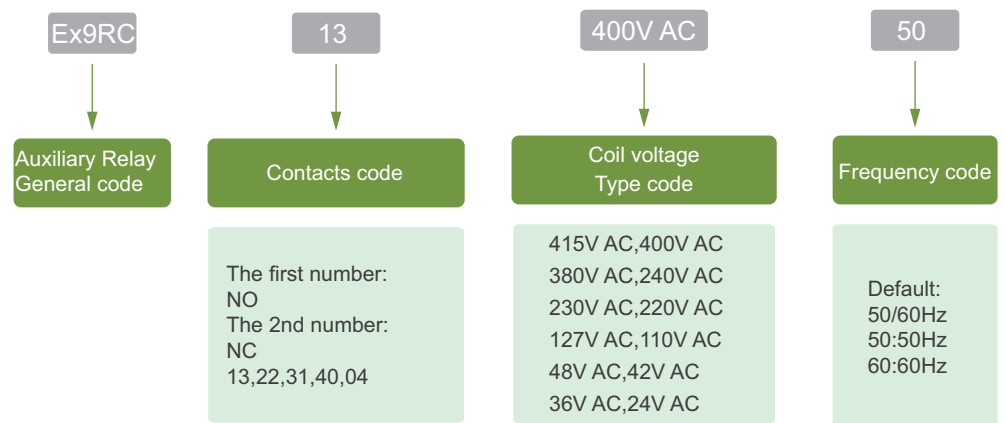 Ex9RC
13
400V AC
50
Auxiliary Relay
General code
Contacts code
Coil voltage
Type code
Frequency code
The first number:
NO
The 2nd number:
NC
13,22,31,40,04
415V AC,400V AC
380V AC,240V AC
230V AC,220V AC
127V AC,110V AC
48V AC,42V AC
36V AC,24V AC
Default:
50/60Hz
50:50Hz
60:60Hz